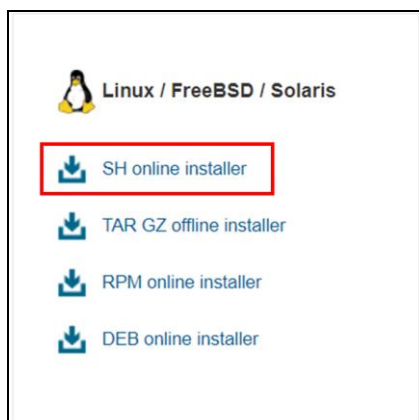 Linux / FreeBSD / Solaris
SH online installer
TAR GZ offline installer
RPM online installer
DEB online installer